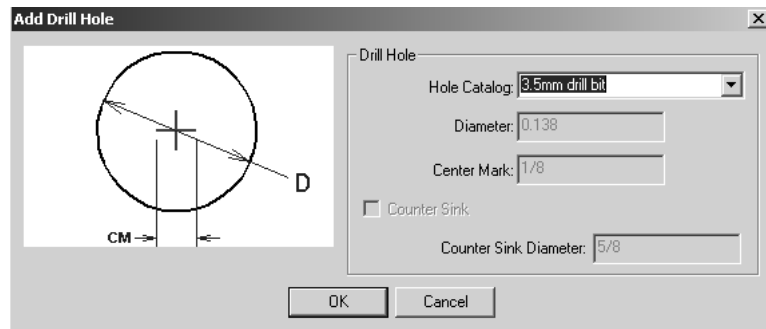 Add Drill Hole
D
CM
Drill Hole
Hole Catalog: 3.5mm drill bit
Diameter: 0.138
Center Mark: 1/8
Counter Sink
Counter Sink Diameter: 5/8
OK Cancel